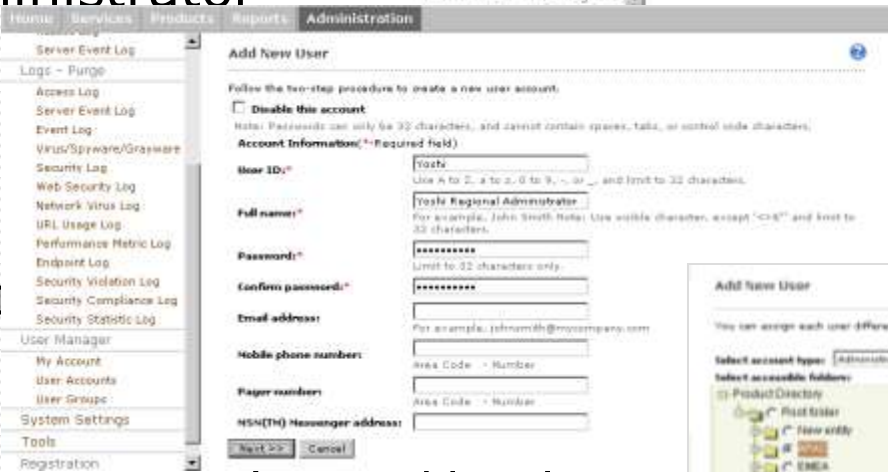 Home Services Products Reports Administration
Server Event Log
Logs - Purge
Access Log
Server Event Log
Event Log
Virus/Spyware/Grayware
Security Log
Web Security Log
Network Virus Log
URL Usage Log
Performance Metric Log
Endpoint Log
Security Violation Log
Security Compliance Log
Security Statistic Log
User Manager
My Account
User Accounts
User Groups
System Settings
Tools
Registration
Add New User
Follow the two-step procedure to create a new user account.
Disable this account
Note: Passwords can only be 32 characters, and cannot contain spaces, tabs, or control code characters.
Account Information(*-Required field)
User ID:*
Yoshi
Use A to Z, a to z, 0 to 9, -, or _, and limit to 32 characters.
Full name:*
Yoshi Regional Administrator
For example, John Smith Note: Use visible character, except
and limit to
32 characters.
Password:*
Limit to 32 characters only.
Confirm password:*
Email address:
For example, johnsmith@mycompany.com
Mobile phone number:
Area Code - Number
Pager number:
Area Code - Number
MSN(TM) Messenger address:
Next >> Cancel
Add New User
You can assign each user
Select account type:
Select accessible folders:
Product Directory
Root folder
New entity
EMEA